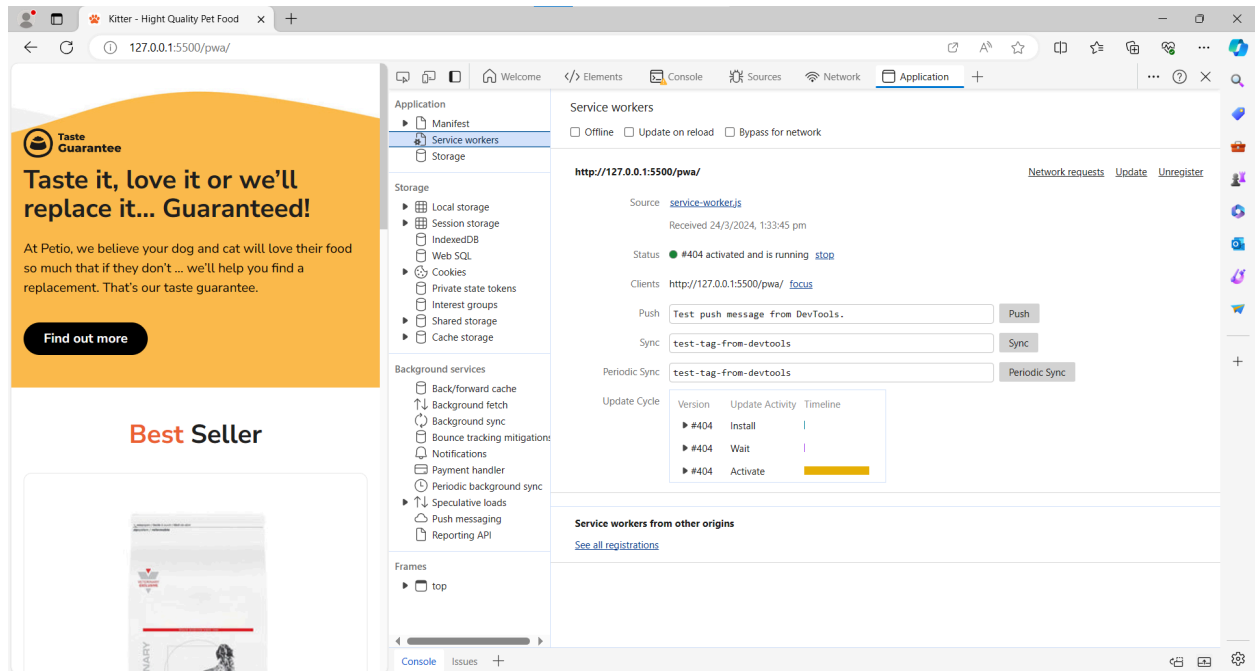 Kitter - Hight Quality Pet Food
127.0.0.1:5500/pwa/
Taste
Guarantee
Taste it, love it or we’ll
replace it... Guaranteed!
At Petio, we believe your dog and cat will love their food
so much that if they don’t ... we’ll help you find a
replacement. That’s our taste guarantee.
Find out more
Best Seller
Welcome
Elements
Console
Sources
Network
Application
Application
Manifest
Service workers
Storage
Storage
Local storage
Session storage
IndexedDB
Web SQL
Cookies
Private state tokens
Interest groups
Shared storage
Cache storage
Background services
Back/forward cache
Background fetch
Background sync
Bounce tracking mitigations
Notifications
Payment handler
Periodic background sync
Speculative loads
Push messaging
Reporting API
Frames
top
Service workers
Offline Update on reload Bypass for network
http://127.0.0.1:5500/pwa/ Network requests Update Unregister
Source service-worker.js
Received 24/3/2024, 1:33:45 pm
Status #404 activated and is running stop
Clients http://127.0.0.1:5500/pwa/ focus
Push Test push message from DevTools. Push
Sync test-tag-from-devtools Sync
Periodic Sync test-tag-from-devtools Periodic Sync
Update Cycle Version Update Activity Timeline
#404 Install
#404 Wait
#404 Activate
Service workers from other origins
See all registrations
Console Issues